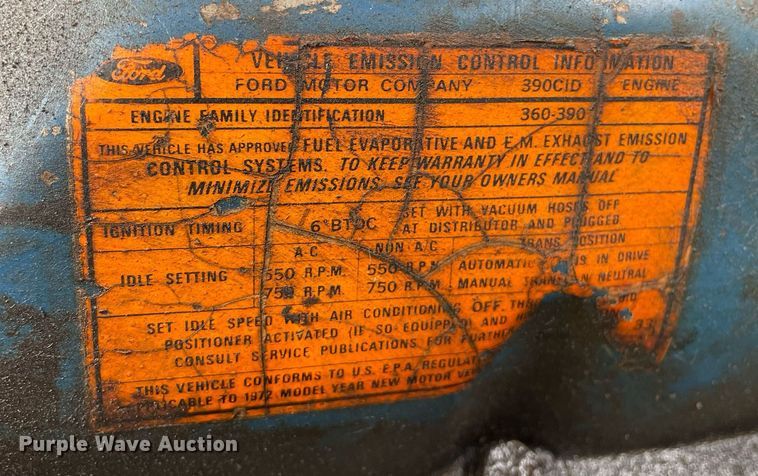 Ford
VEHICLE EMISSION CONTROL INFORMATION
FORD MOTOR COMPANY 390CID ENGINE
ENGINE FAMILY IDENTIFICATION 360-390
THIS VEHICLE HAS APPROVED FUEL EVAPORATIVE AND E.M. EXHAUST EMISSION
CONTROL SYSTEMS. TO KEEP WARRANTY IN EFFECT AND TO
MINIMIZE EMISSIONS, SEE YOUR OWNERS MANUAL
IGNITION TIMING 6° BTDC SET WITH VACUUM HOSES OFF
AT DISTRIBUTOR AND PLUGGED
A/C NON A/C TRANS POSITION
IDLE SETTING 550 R.P.M. 550 R.P.M. AUTOMATIC IN DRIVE
750 R.P.M. 750 R.P.M. MANUAL TRANS IN NEUTRAL
SET IDLE SPEED WITH AIR CONDITIONING OFF
POSITIONER ACTIVATED (IF SO EQUIPPED) AND
CONSULT SERVICE PUBLICATIONS FOR FURTHER 33
THIS VEHICLE CONFORMS TO U.S. E.P.A. REGULAT
APPLICABLE TO 1972 MODEL YEAR NEW MOTOR VE
Purple Wave Auction